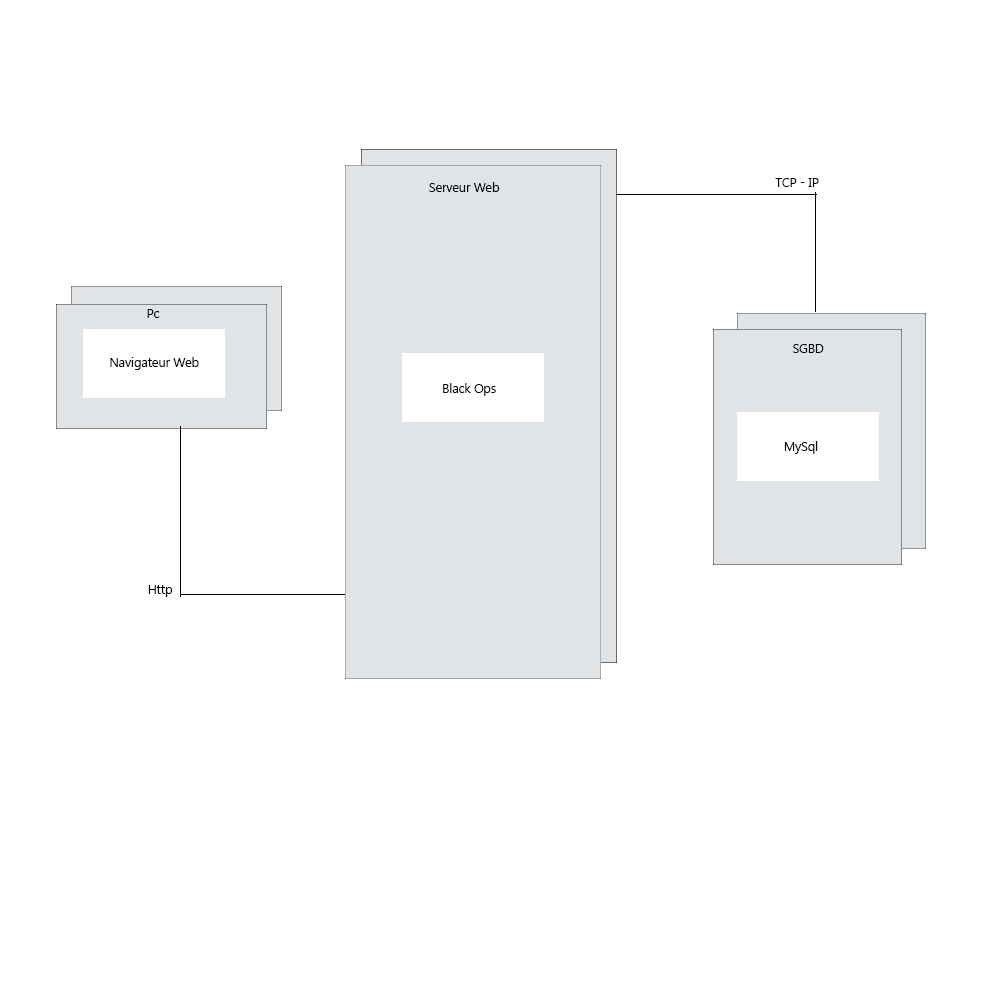 Serveur Web
TCP - IP
Pc
Navigateur Web
Black Ops
SGBD
MySql
Http